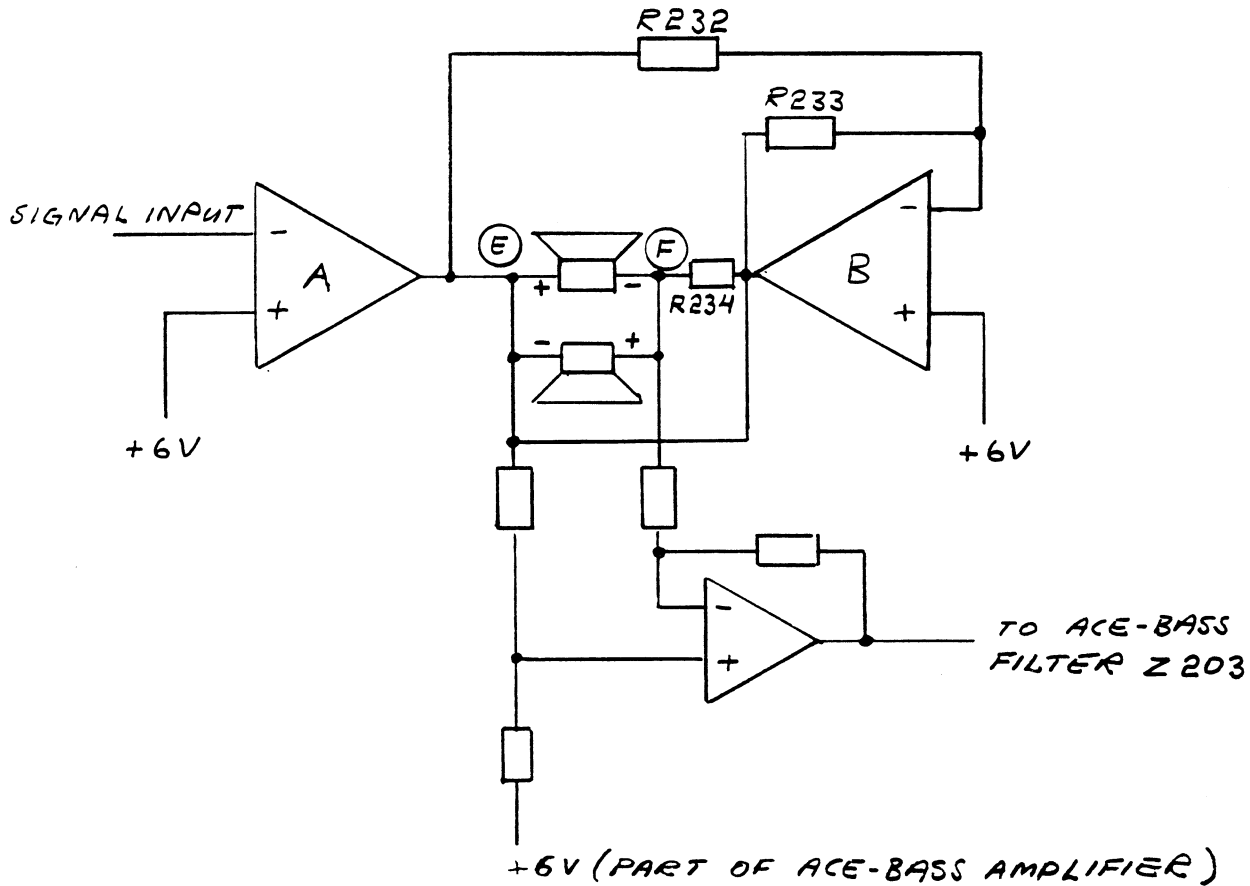 R232
R233
SIGNAL INPUT
-
+
A
E
F
+ -
R234
B
-
+
- +
+6V
+6V
-
+
TO ACE-BASS
FILTER Z203
+6V (PART OF ACE-BASS AMPLIFIER)